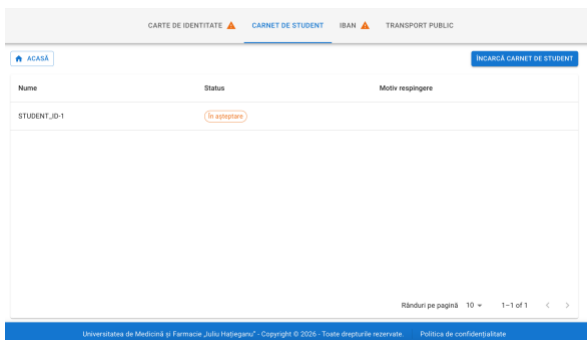 CARTE DE IDENTITATE CARNET DE STUDENT IBAN TRANSPORT PUBLIC
ACASĂ ÎNCARCĂ CARNET DE STUDENT
Nume Status Motiv respingere
STUDENT_ID-1 În așteptare
Rânduri pe pagină 10 1–1 of 1
Universitatea de Medicină și Farmacie „Iuliu Hațieganu" - Copyright © 2026 - Toate drepturile rezervate. Politica de confidențialitate